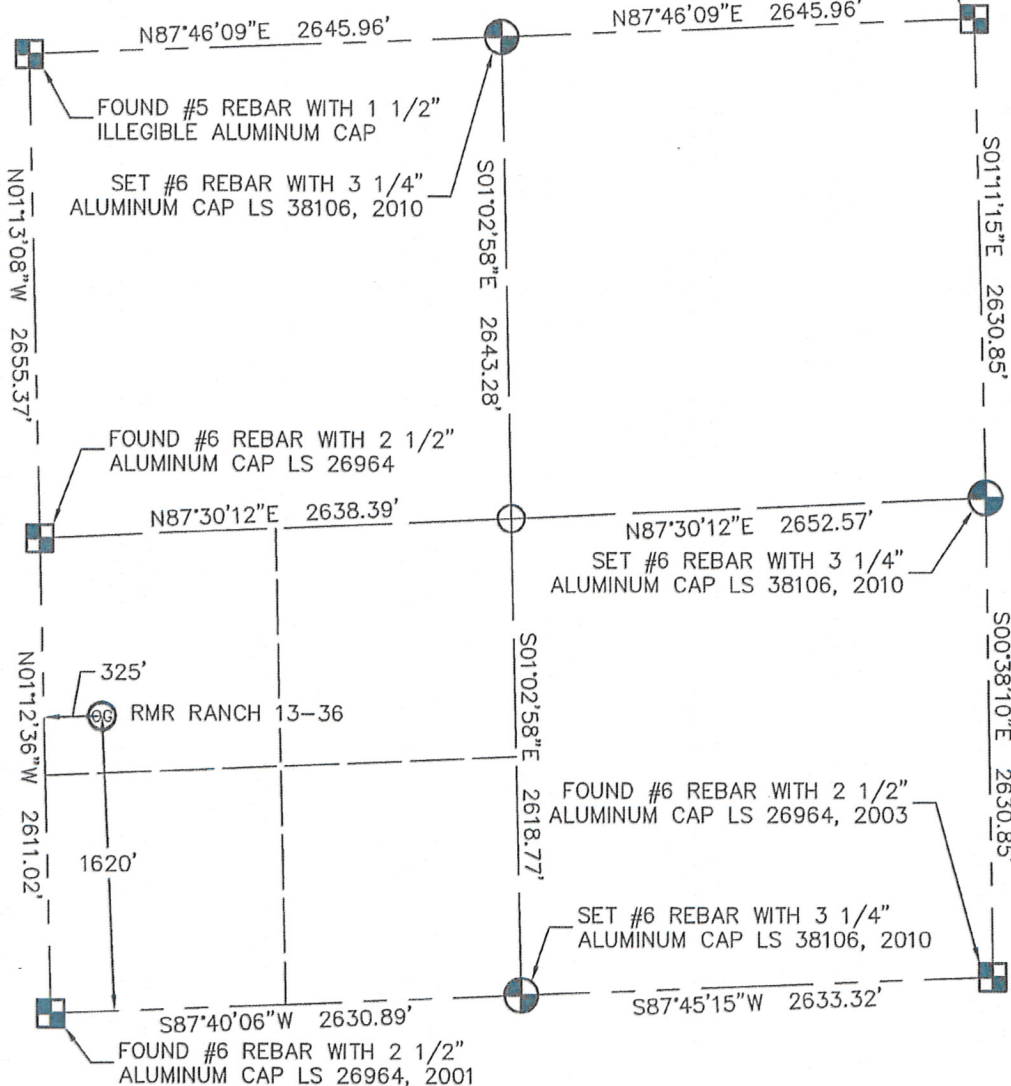 N87°46'09"E 2645.96'
N87°46'09"E 2645.96'
FOUND #5 REBAR WITH 1 1/2"
ILLEGIBLE ALUMINUM CAP
SET #6 REBAR WITH 3 1/4"
ALUMINUM CAP LS 38106, 2010
N01°13'08"W 2655.37'
S01°02'58"E 2643.28'
S01°11'15"E 2630.85'
FOUND #6 REBAR WITH 2 1/2"
ALUMINUM CAP LS 26964
N87°30'12"E 2638.39'
N87°30'12"E 2652.57'
SET #6 REBAR WITH 3 1/4"
ALUMINUM CAP LS 38106, 2010
N01°12'36"W 2611.02'
325'
OG RMR RANCH 13-36
1620'
S01°02'58"E 2618.77'
S00°38'10"E 2630.85'
FOUND #6 REBAR WITH 2 1/2"
ALUMINUM CAP LS 26964, 2003
SET #6 REBAR WITH 3 1/4"
ALUMINUM CAP LS 38106, 2010
S87°40'06"W 2630.89'
S87°45'15"W 2633.32'
FOUND #6 REBAR WITH 2 1/2"
ALUMINUM CAP LS 26964, 2001